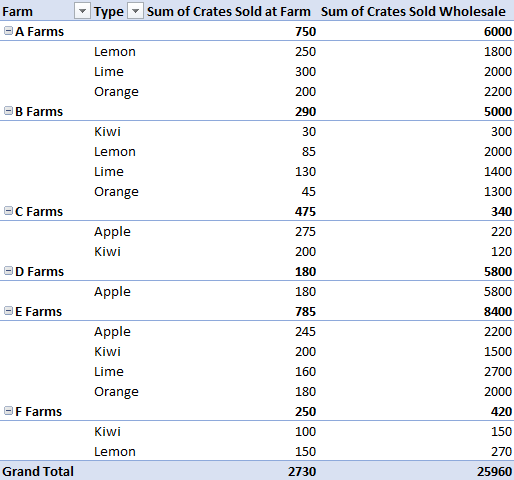 Farm Type Sum of Crates Sold at Farm Sum of Crates Sold Wholesale
A Farms 750 6000
Lemon 250 1800
Lime 300 2000
Orange 200 2200
B Farms 290 5000
Kiwi 30 300
Lemon 85 2000
Lime 130 1400
Orange 45 1300
C Farms 475 340
Apple 275 220
Kiwi 200 120
D Farms 180 5800
Apple 180 5800
E Farms 785 8400
Apple 245 2200
Kiwi 200 1500
Lime 160 2700
Orange 180 2000
F Farms 250 420
Kiwi 100 150
Lemon 150 270
Grand Total 2730 25960